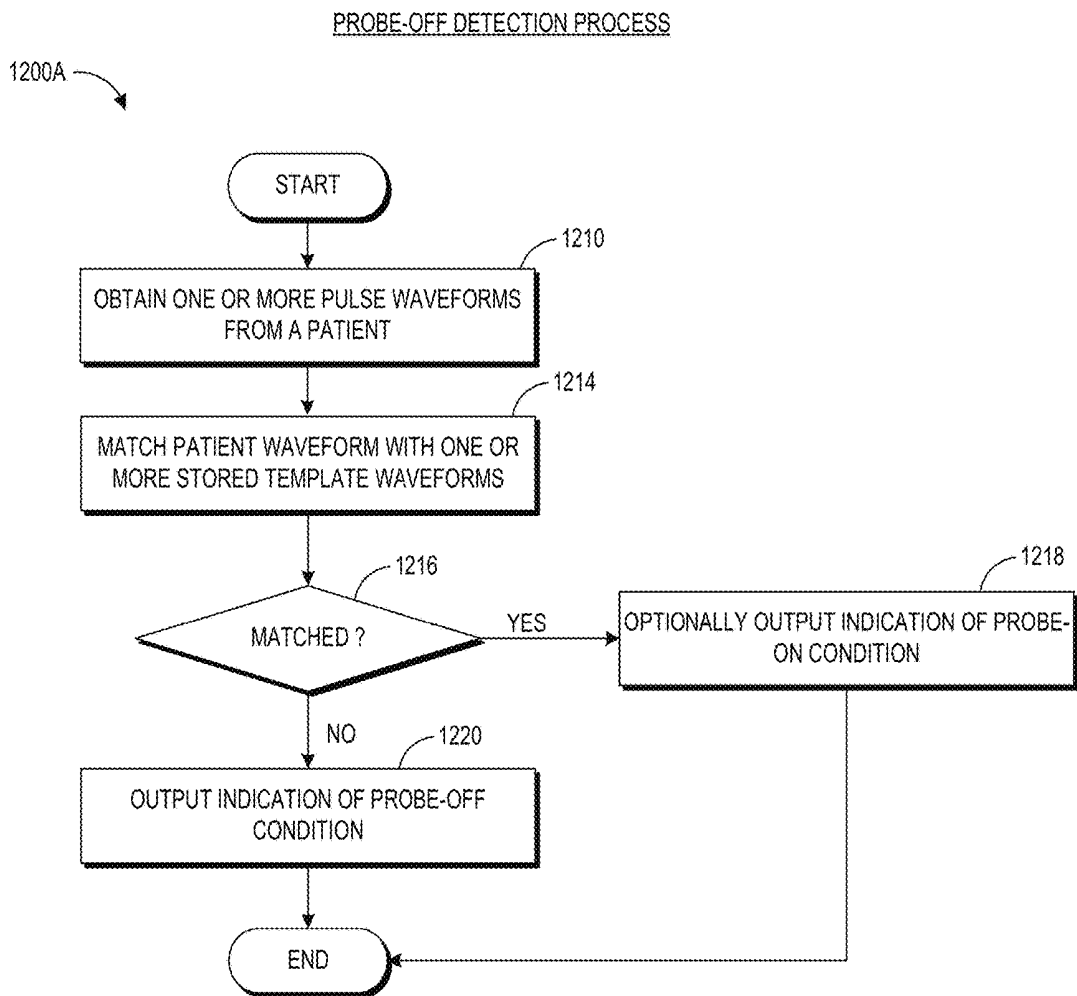 PROBE-OFF DETECTION PROCESS
1200A
START
1210
OBTAIN ONE OR MORE PULSE WAVEFORMS
FROM A PATIENT
1214
MATCH PATIENT WAVEFORM WITH ONE OR
MORE STORED TEMPLATE WAVEFORMS
1216
MATCHED ?
YES
1218
OPTIONALLY OUTPUT INDICATION OF PROBE-
ON CONDITION
NO
1220
OUTPUT INDICATION OF PROBE-OFF
CONDITION
END